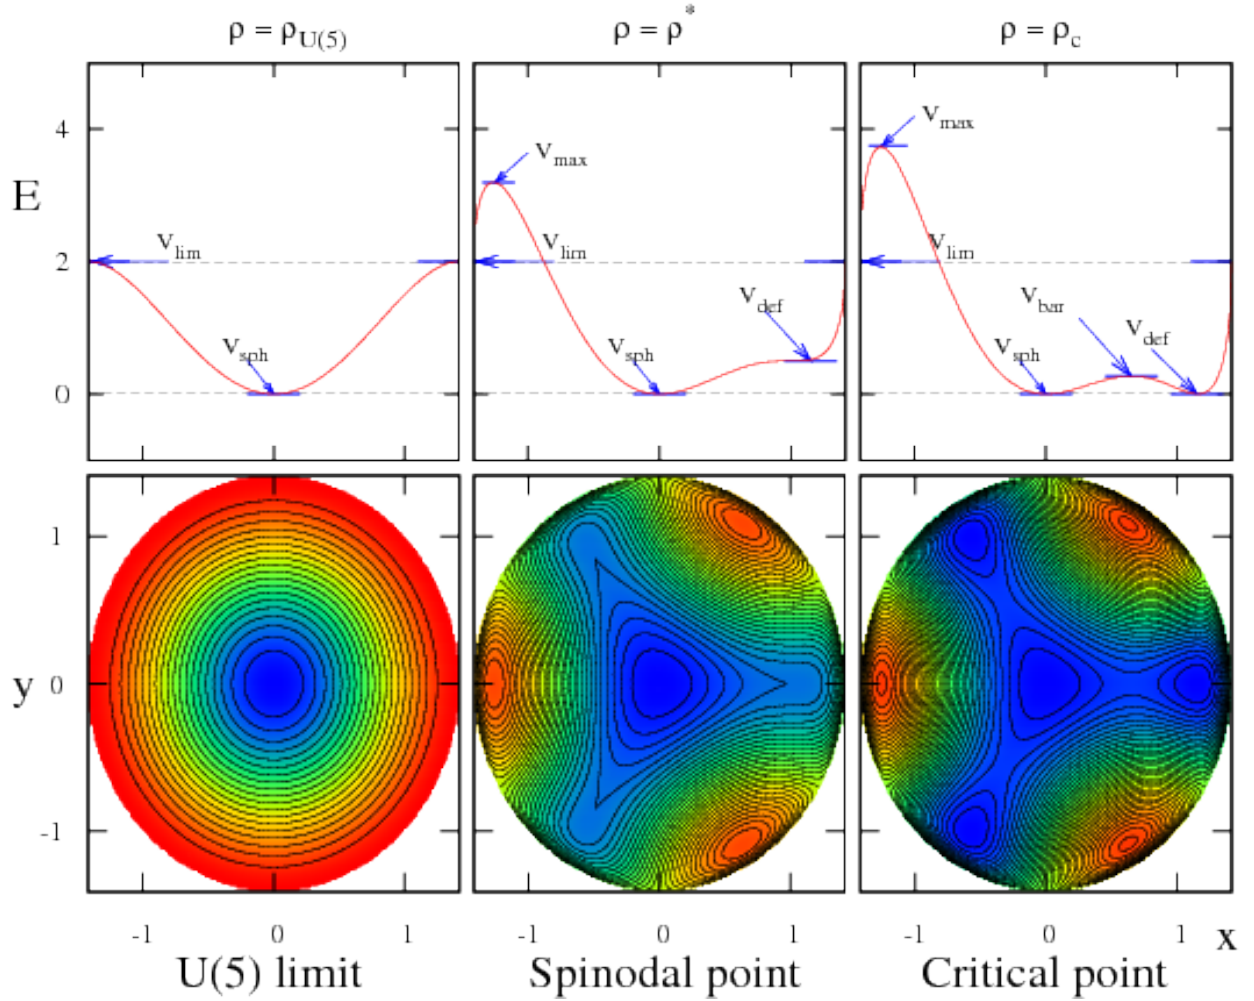 ρ = ρU(5) ρ = ρ* ρ = ρc
4
Vmax
Vmax
E
2
Vlim
Vlim
Vlim
Vdef
Vbar
Vdef
Vsph
Vsph
Vsph
0
1
y 0
-1
-1 0 1 -1 0 1 -1 0 1 x
U(5) limit Spinodal point Critical point